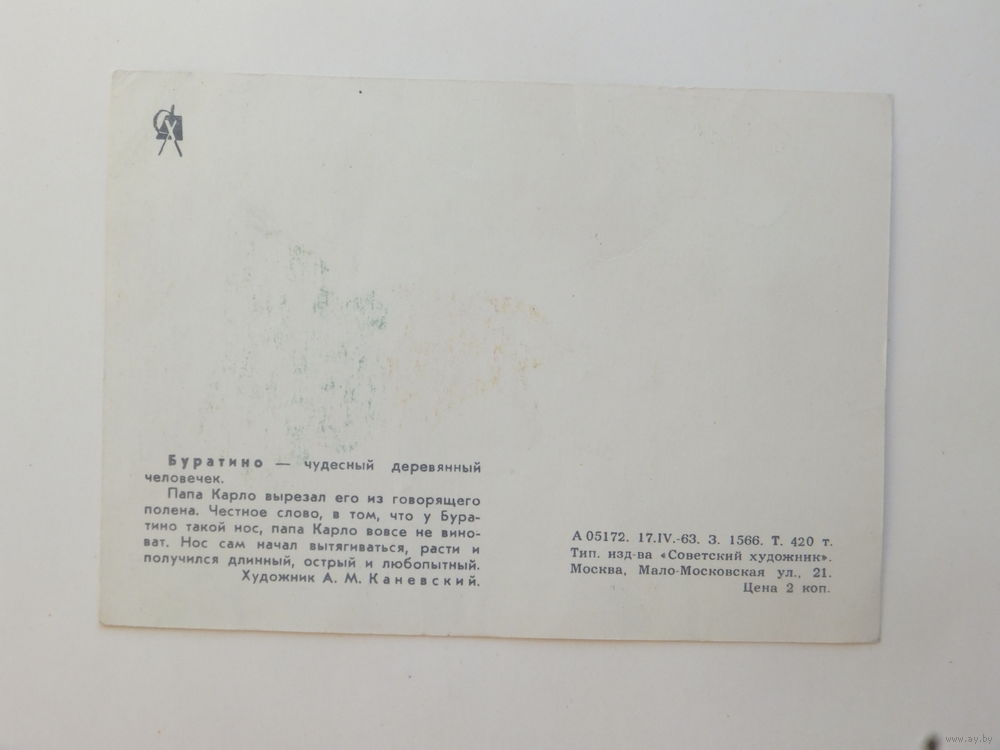 Буратино — чудесный деревянный
человечек.
Папа Карло вырезал его из говорящего
полена. Честное слово, в том, что у Бура-
тино такой нос, папа Карло вовсе не вино-
ват. Нос сам начал вытягиваться, расти и
получился длинный, острый и любопытный.
Художник А. М. Каневский.
А 05172. 17.IV.-63. З. 1566. Т. 420 т.
Тип. изд-ва «Советский художник».
Москва, Мало-Московская ул., 21.
Цена 2 коп.
www.ay.by